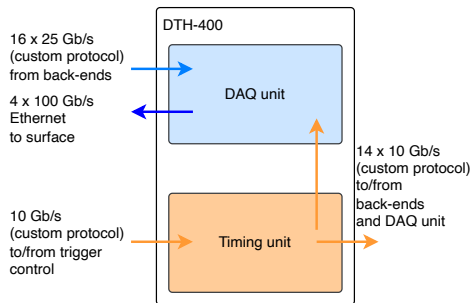 DTH-400
16 x 25 Gb/s
(custom protocol)
from back-ends
4 x 100 Gb/s
Ethernet
to surface
DAQ unit
14 x 10 Gb/s
(custom protocol)
to/from
back-ends
and DAQ unit
10 Gb/s
(custom protocol)
to/from trigger
control
Timing unit